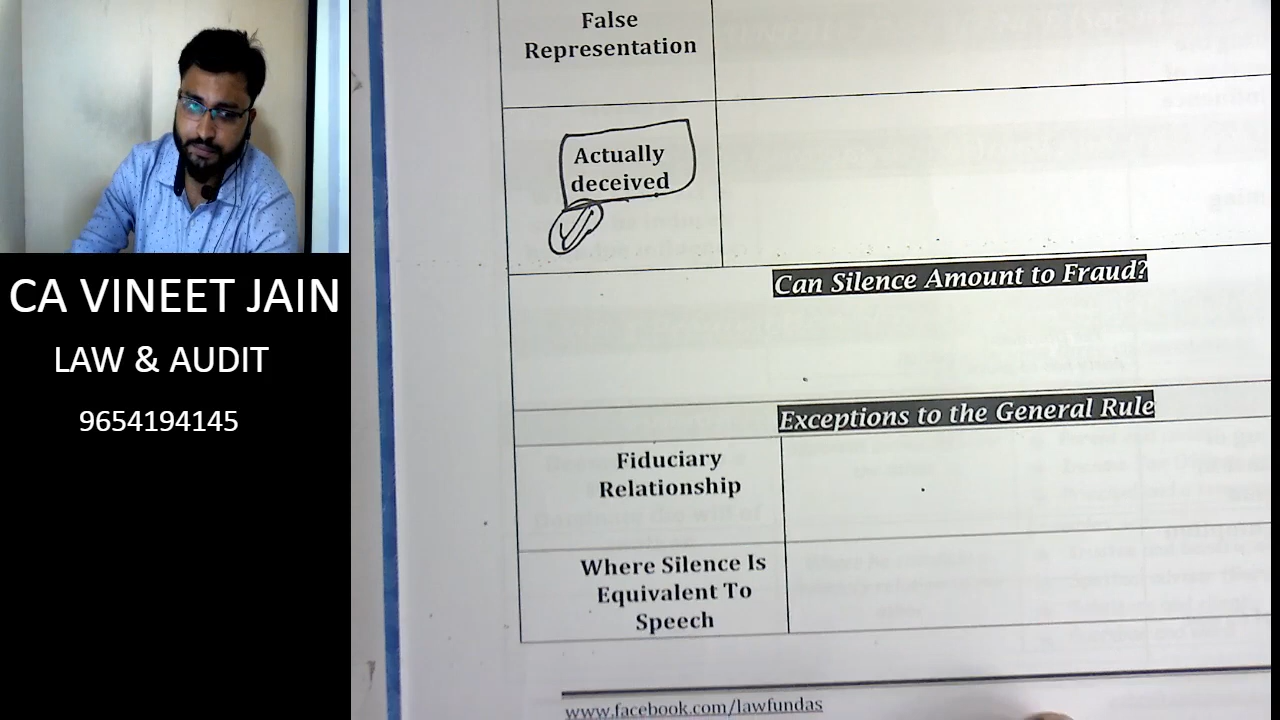 CA VINEET JAIN
LAW & AUDIT
9654194145
False
Representation
Actually
deceived
Can Silence Amount to Fraud?
Exceptions to the General Rule
Fiduciary
Relationship
Where Silence Is
Equivalent To
Speech
www.facebook.com/lawfundas